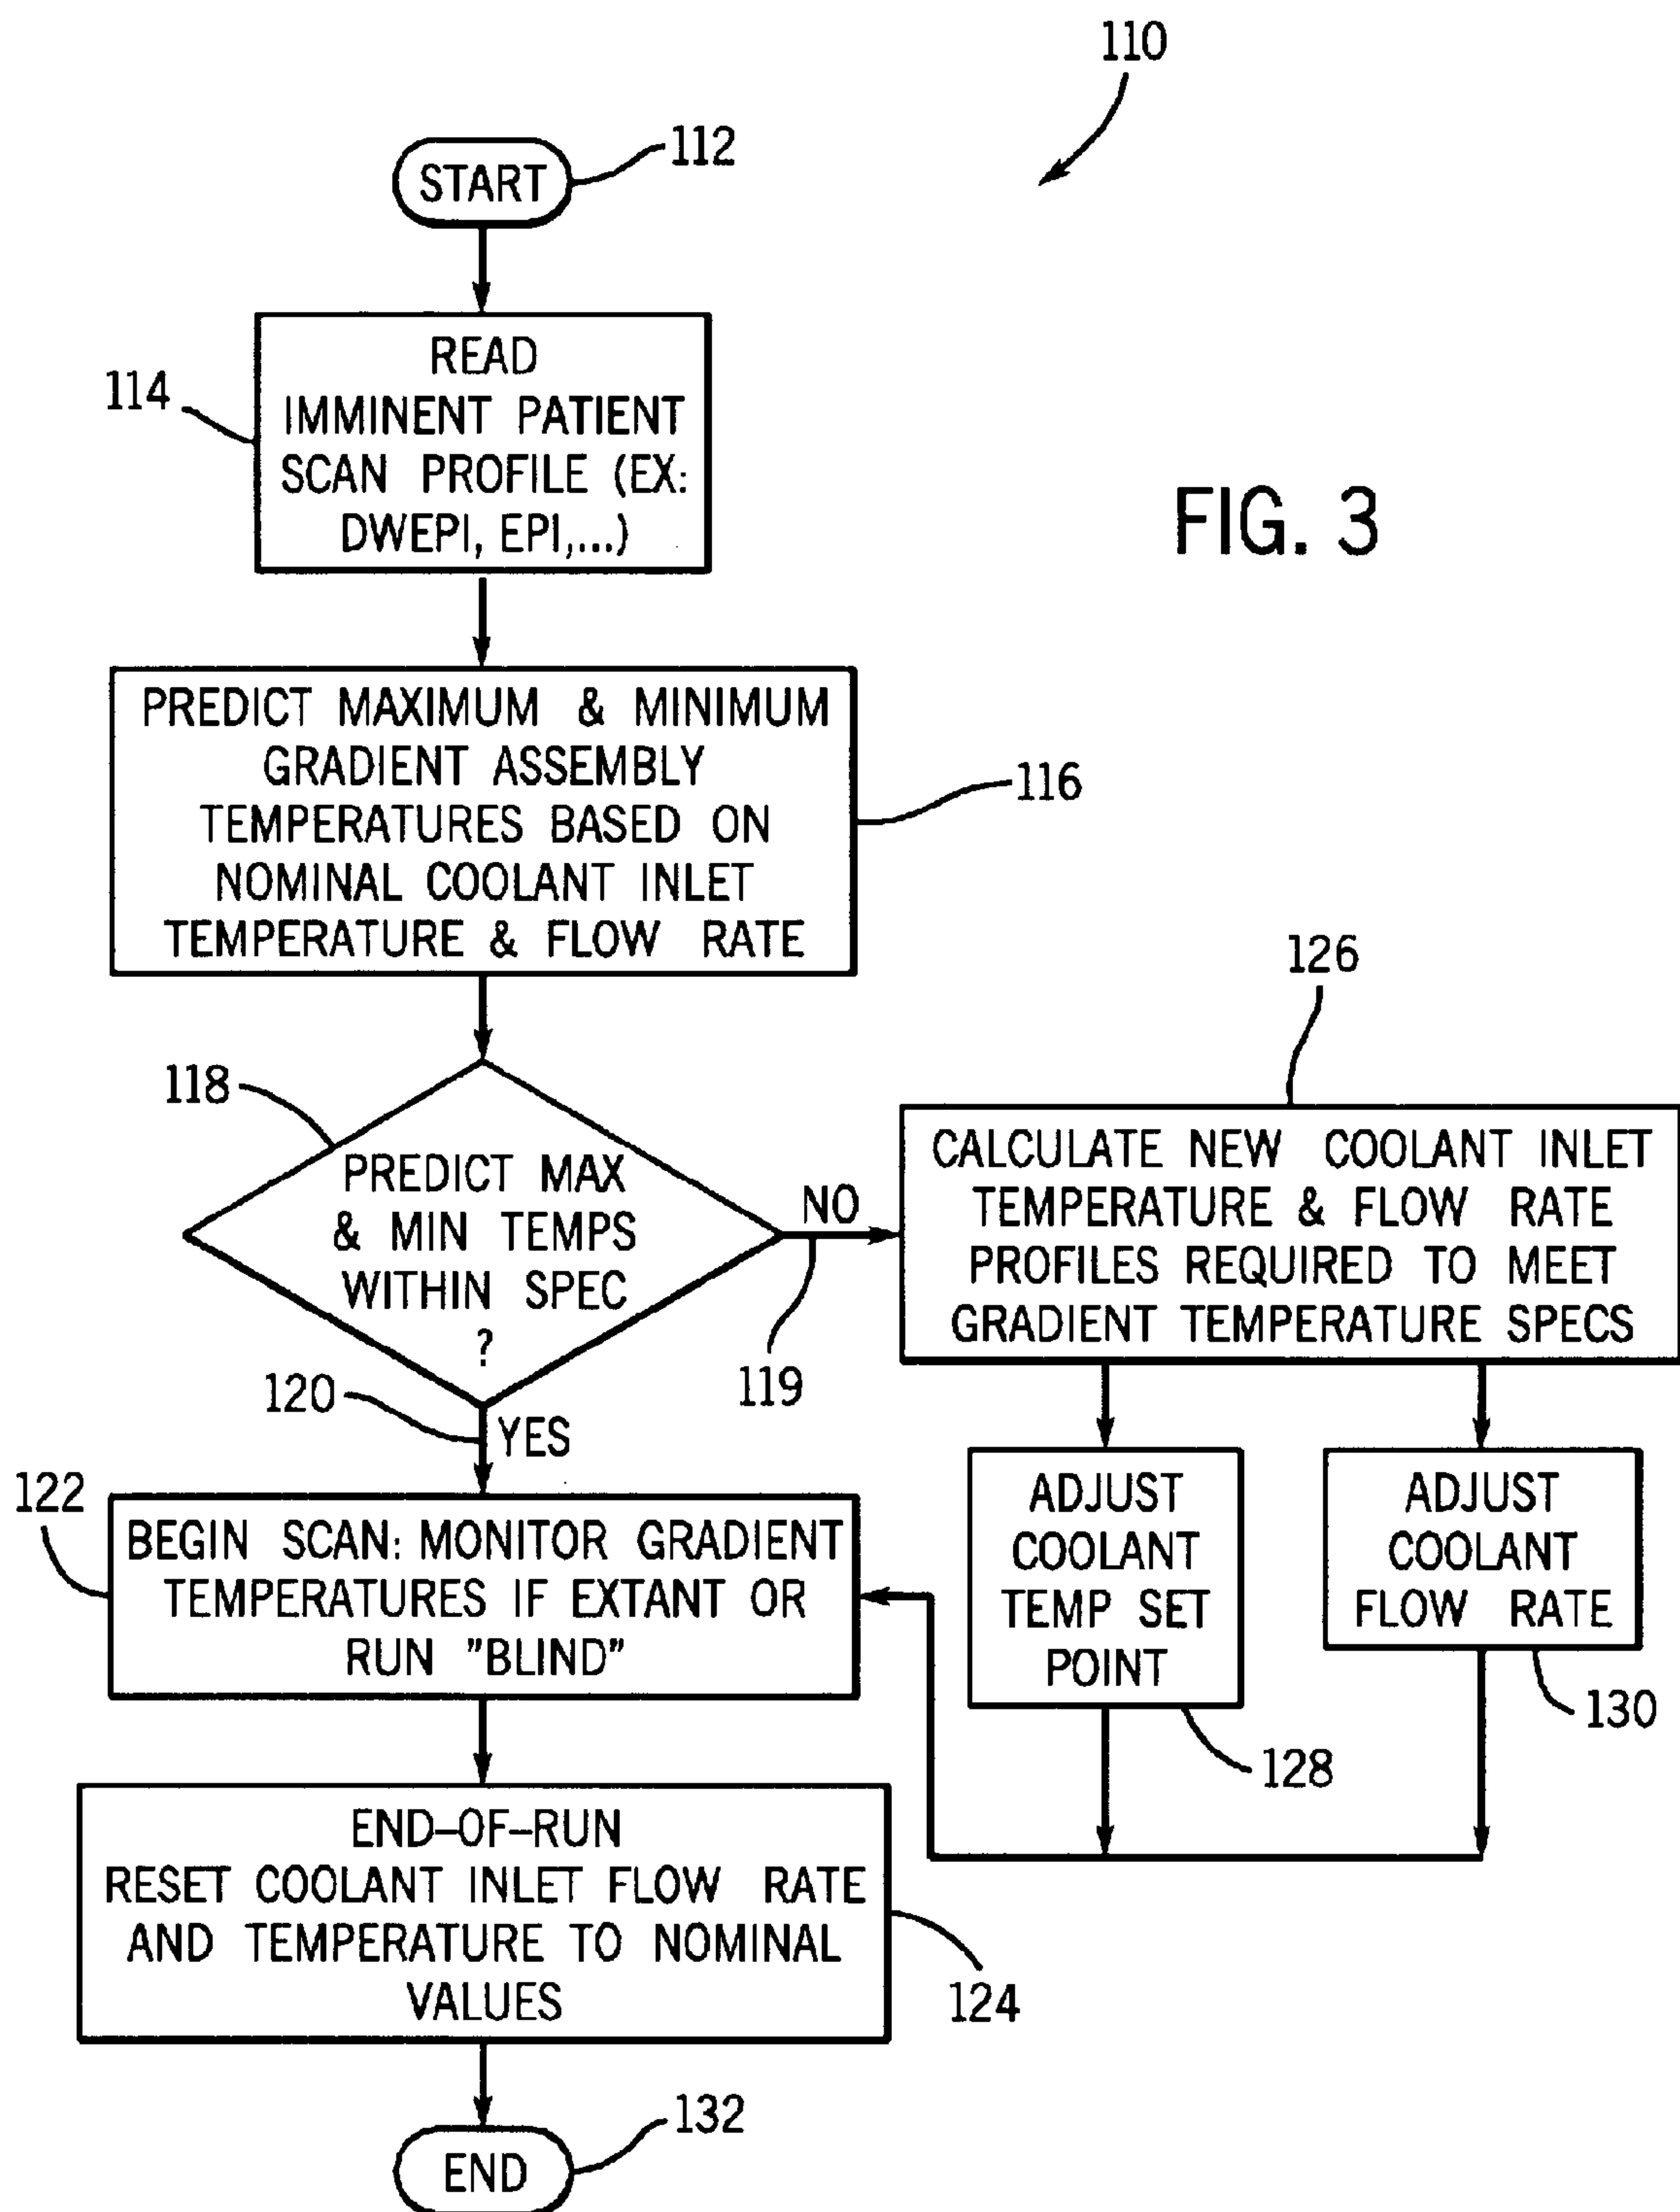 110
START
112
READ
IMMINENT PATIENT
SCAN PROFILE (EX:
DWEPI, EPI,...)
114
FIG. 3
PREDICT MAXIMUM & MINIMUM
GRADIENT ASSEMBLY
TEMPERATURES BASED ON
NOMINAL COOLANT INLET
TEMPERATURE & FLOW RATE
116
118
PREDICT MAX
& MIN TEMPS
WITHIN SPEC
?
NO
119
120
YES
126
CALCULATE NEW COOLANT INLET
TEMPERATURE & FLOW RATE
PROFILES REQUIRED TO MEET
GRADIENT TEMPERATURE SPECS
ADJUST
COOLANT
TEMP SET
POINT
128
ADJUST
COOLANT
FLOW RATE
130
122
BEGIN SCAN: MONITOR GRADIENT
TEMPERATURES IF EXTANT OR
RUN "BLIND"
END-OF-RUN
RESET COOLANT INLET FLOW RATE
AND TEMPERATURE TO NOMINAL
VALUES
124
END
132